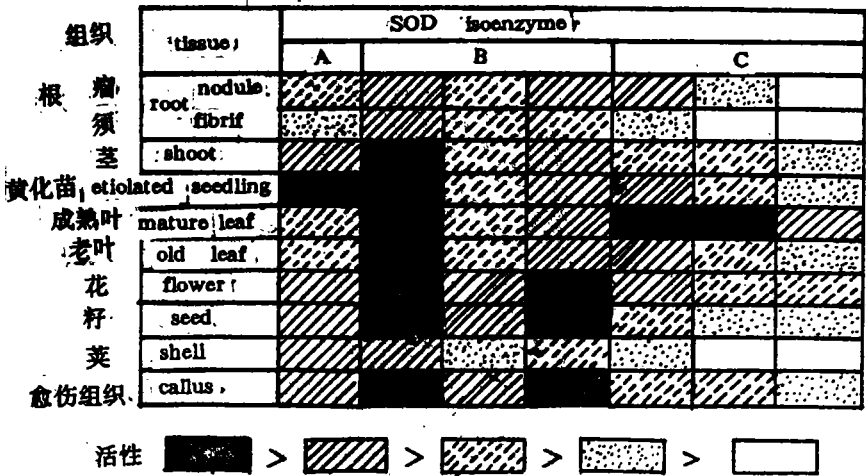 组织 tissue SOD isoenzyme
A B C
根 瘤 root nodule
须 fibrif
茎 shoot
黄化苗 etiolated seedling
成熟叶 mature leaf
老叶 old leaf
花 flower
籽 seed
荚 shell
愈伤组织 callus
活性 > > > >